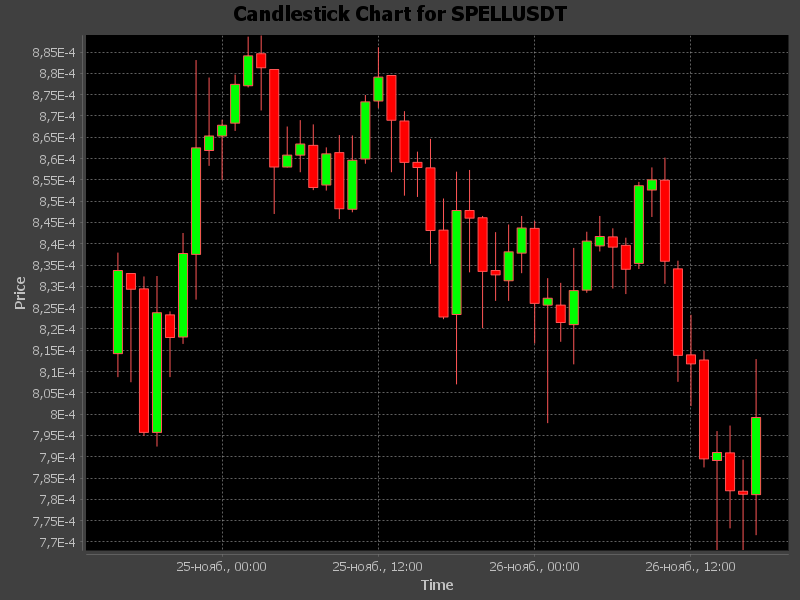 Candlestick Chart for SPELLUSDT
8,85E-4
8,8E-4
8,75E-4
8,7E-4
8,65E-4
8,6E-4
8,55E-4
8,5E-4
8,45E-4
8,4E-4
8,35E-4
8,3E-4
8,25E-4
8,2E-4
8,15E-4
8,1E-4
8,05E-4
8E-4
7,95E-4
7,9E-4
7,85E-4
7,8E-4
7,75E-4
7,7E-4
Price
25-нояб., 00:00 25-нояб., 12:00 26-нояб., 00:00 26-нояб., 12:00
Time